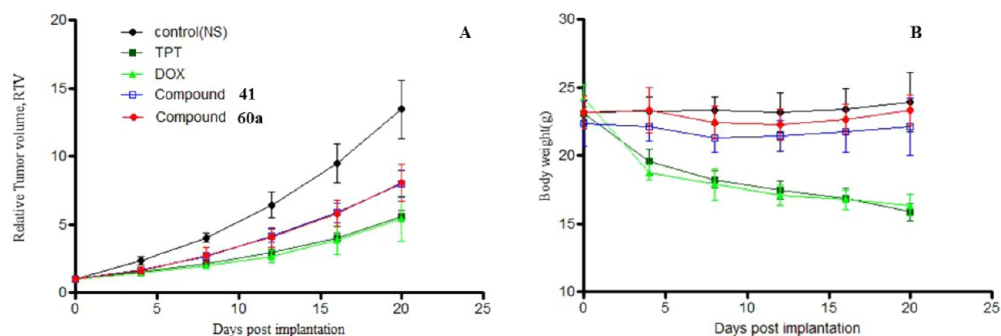 A
control(NS)
TPT
DOX
Compound 41
Compound 60a
20
15
10
5
0
0 5 10 15 20 25
Relative Tumor volume, RTV
Days post implantation
B
30
25
20
15
10
0 5 10 15 20 25
Body weight(g)
Days post implantation